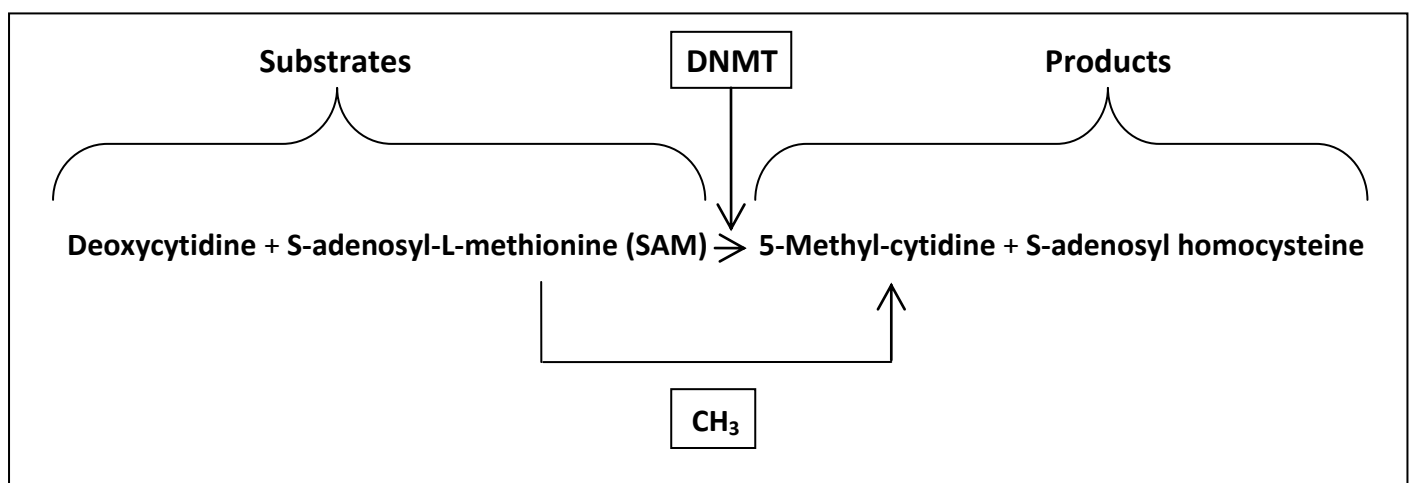 Substrates DNMT Products
Deoxycytidine + S-adenosyl-L-methionine (SAM) 5-Methyl-cytidine + S-adenosyl homocysteine
CH₃